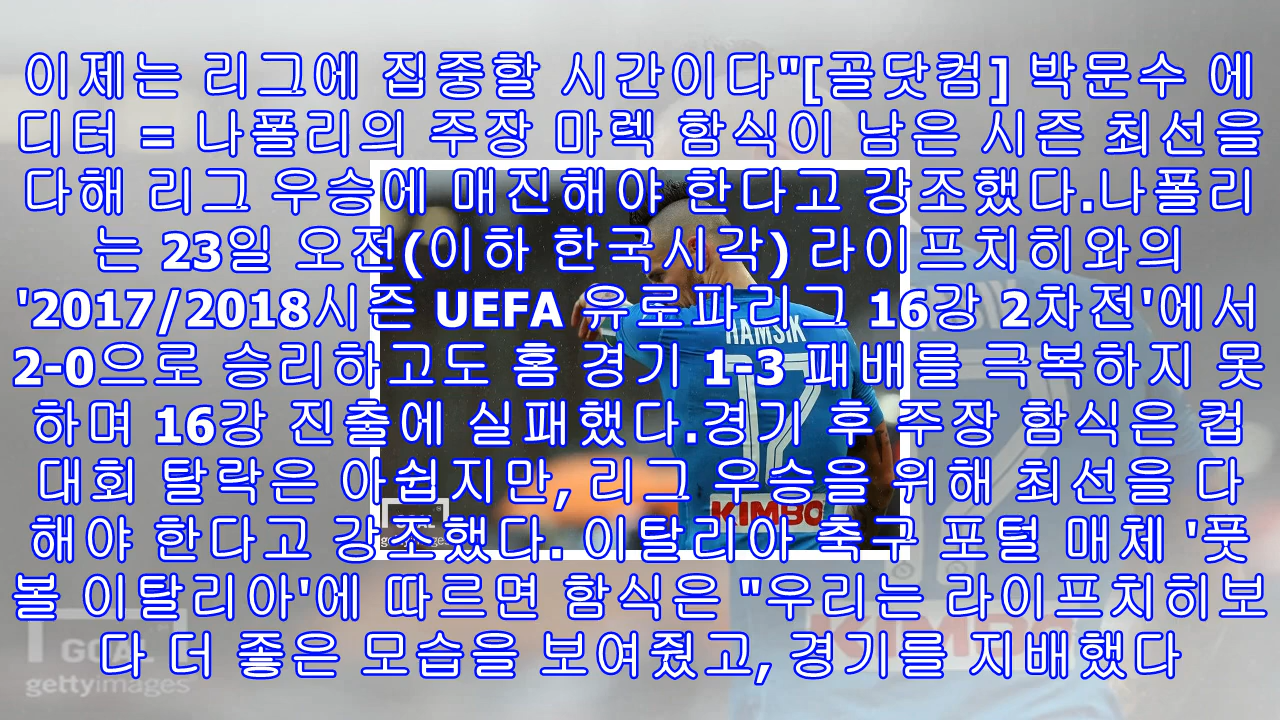 이제는 리그에 집중할 시간이다"[골닷컴] 박문수 에
디터 = 나폴리의 주장 마렉 함식이 남은 시즌 최선을
다해 리그 우승에 매진해야 한다고 강조했다.나폴리
는 23일 오전(이하 한국시각) 라이프치히와의
'2017/2018시즌 UEFA 유로파리그 16강 2차전'에서
2-0으로 승리하고도 홈 경기 1-3 패배를 극복하지 못
하며 16강 진출에 실패했다.경기 후 주장 함식은 컵
대회 탈락은 아쉽지만, 리그 우승을 위해 최선을 다
해야 한다고 강조했다. 이탈리아 축구 포털 매체 '풋
볼 이탈리아'에 따르면 함식은 "우리는 라이프치히보
다 더 좋은 모습을 보여줬고, 경기를 지배했다
HAMSIK
17
KIMBO
GOAL
gettyimages